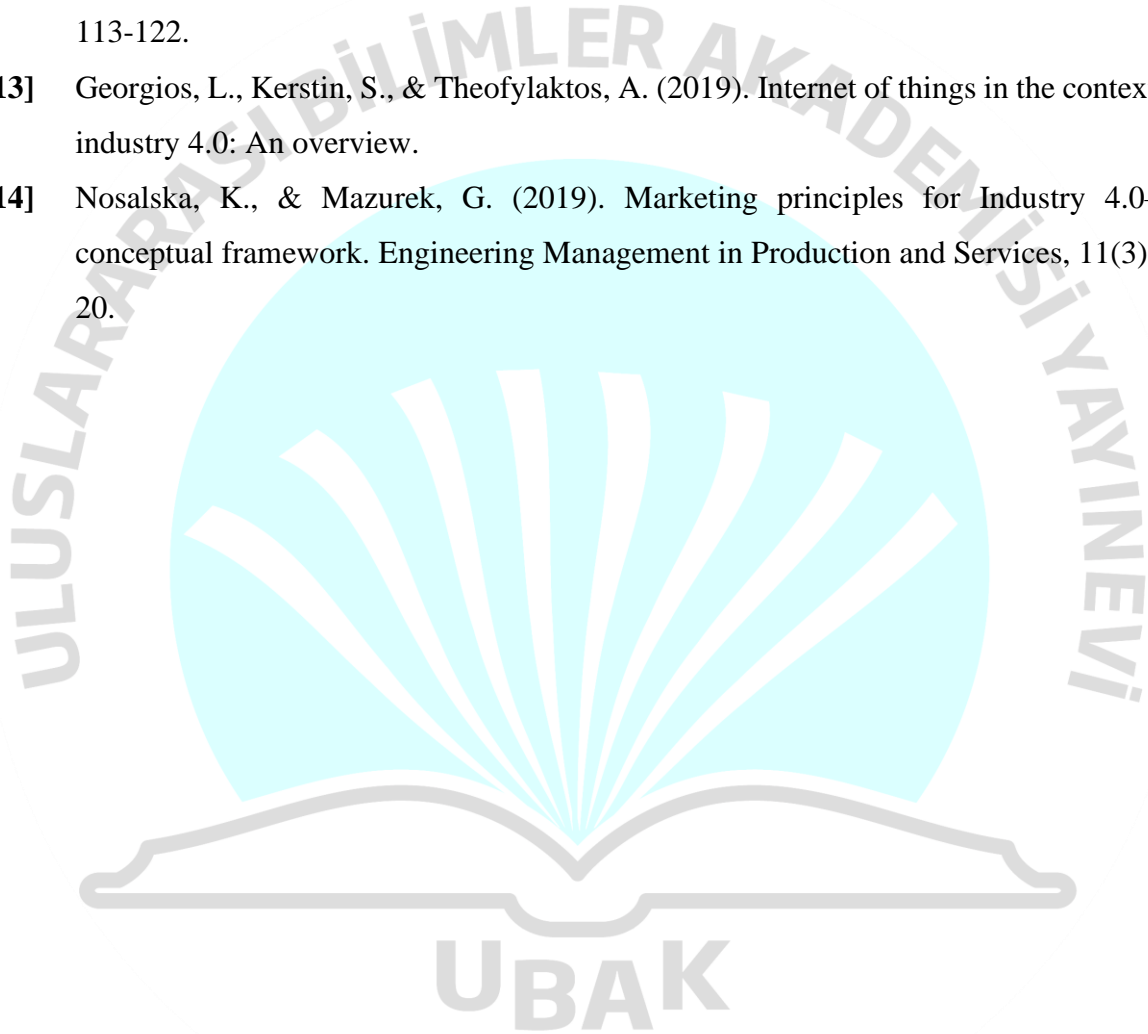 113-122.
13] Georgios, L., Kerstin, S., & Theofylaktos, A. (2019). Internet of things in the contex
industry 4.0: An overview.
14] Nosalska, K., & Mazurek, G. (2019). Marketing principles for Industry 4.0-
conceptual framework. Engineering Management in Production and Services, 11(3)
20.
ULUSLARARASI BİLİMLER AKADEMİSİ YAYINEVİ
UBAK